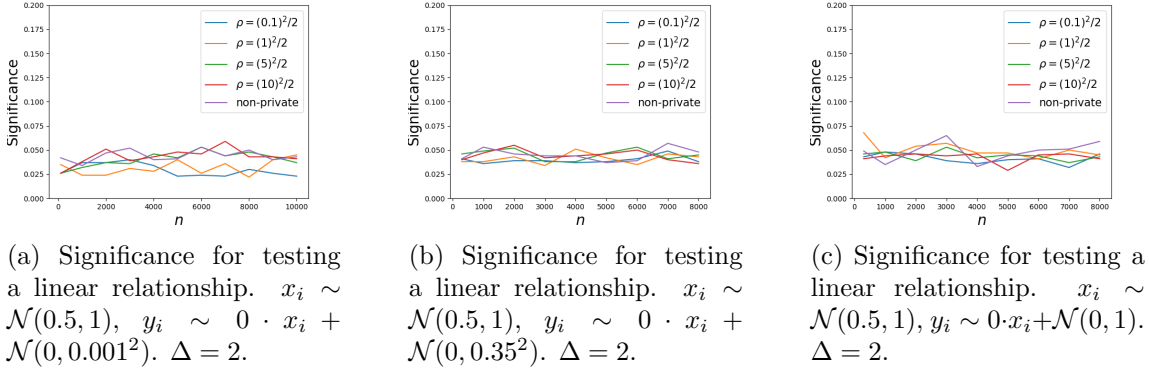 0.200
0.175
0.150
0.125
0.100
0.075
0.050
0.025
0.000
Significance
0 2000 4000 6000 8000 10000
n
ρ = (0.1)²/2
ρ = (1)²/2
ρ = (5)²/2
ρ = (10)²/2
non-private
(a) Significance for testing
a linear relationship. x_i ∼
𝒩(0.5, 1), y_i ∼ 0 · x_i +
𝒩(0, 0.001²). Δ = 2.
0.200
0.175
0.150
0.125
0.100
0.075
0.050
0.025
0.000
Significance
0 1000 2000 3000 4000 5000 6000 7000 8000
n
ρ = (0.1)²/2
ρ = (1)²/2
ρ = (5)²/2
ρ = (10)²/2
non-private
(b) Significance for testing
a linear relationship. x_i ∼
𝒩(0.5, 1), y_i ∼ 0 · x_i +
𝒩(0, 0.35²). Δ = 2.
0.200
0.175
0.150
0.125
0.100
0.075
0.050
0.025
0.000
Significance
0 1000 2000 3000 4000 5000 6000 7000 8000
n
ρ = (0.1)²/2
ρ = (1)²/2
ρ = (5)²/2
ρ = (10)²/2
non-private
(c) Significance for testing a
linear relationship. x_i ∼
𝒩(0.5, 1), y_i ∼ 0·x_i+𝒩(0, 1).
Δ = 2.